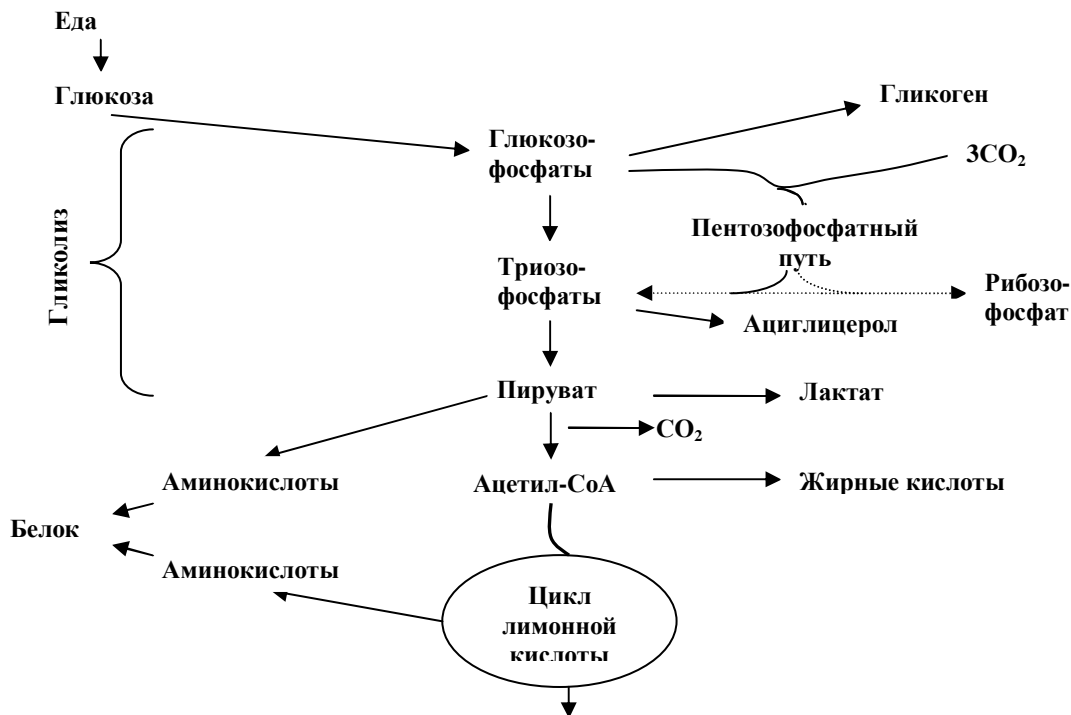 Еда
Глюкоза
Гликоген
Глюкозо-
фосфаты
3CO₂
Гликолиз
Пентозофосфатный
путь
Триозо-
фосфаты
Рибозо-
фосфат
Ациглицерол
Пируват
Лактат
CO₂
Аминокислоты
Ацетил-CoA
Жирные кислоты
Белок
Аминокислоты
Цикл
лимонной
кислоты